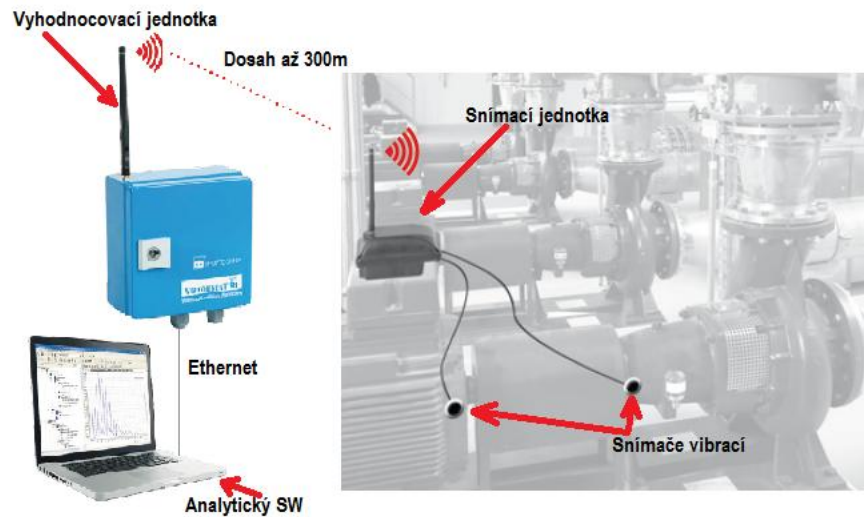 Vyhodnocovací jednotka
Dosah až 300m
Snímací jednotka
Ethernet
Snímače vibrací
Analytický SW